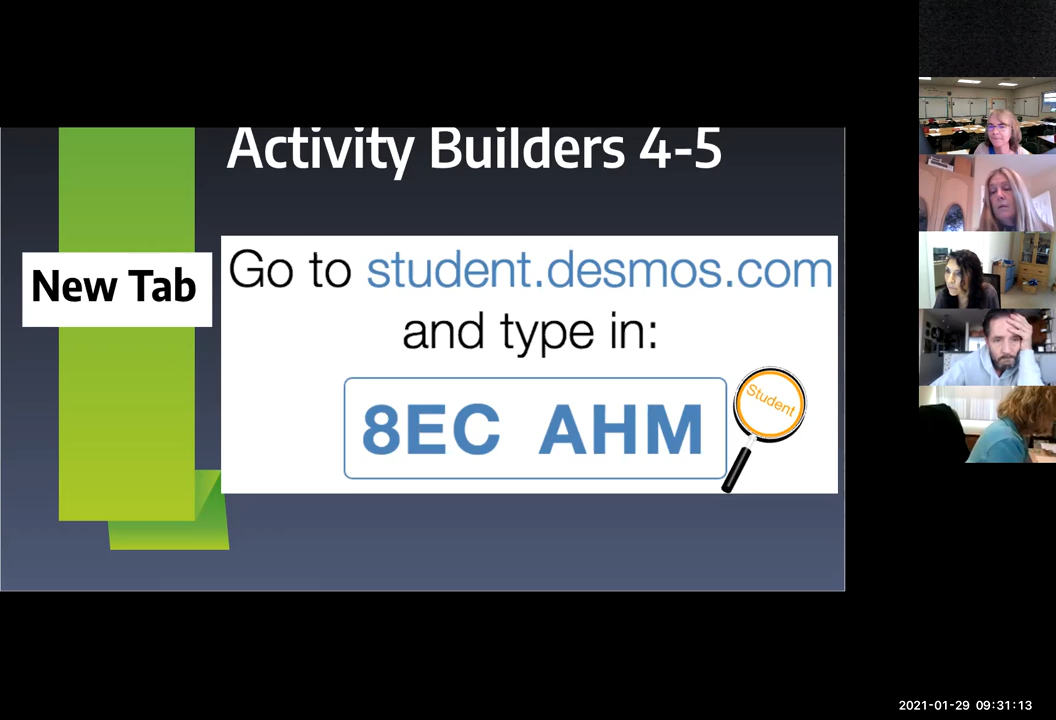 Activity Builders 4-5
New Tab
Go to student.desmos.com
and type in:
8EC AHM
Student
2021-01-29 09:31:13